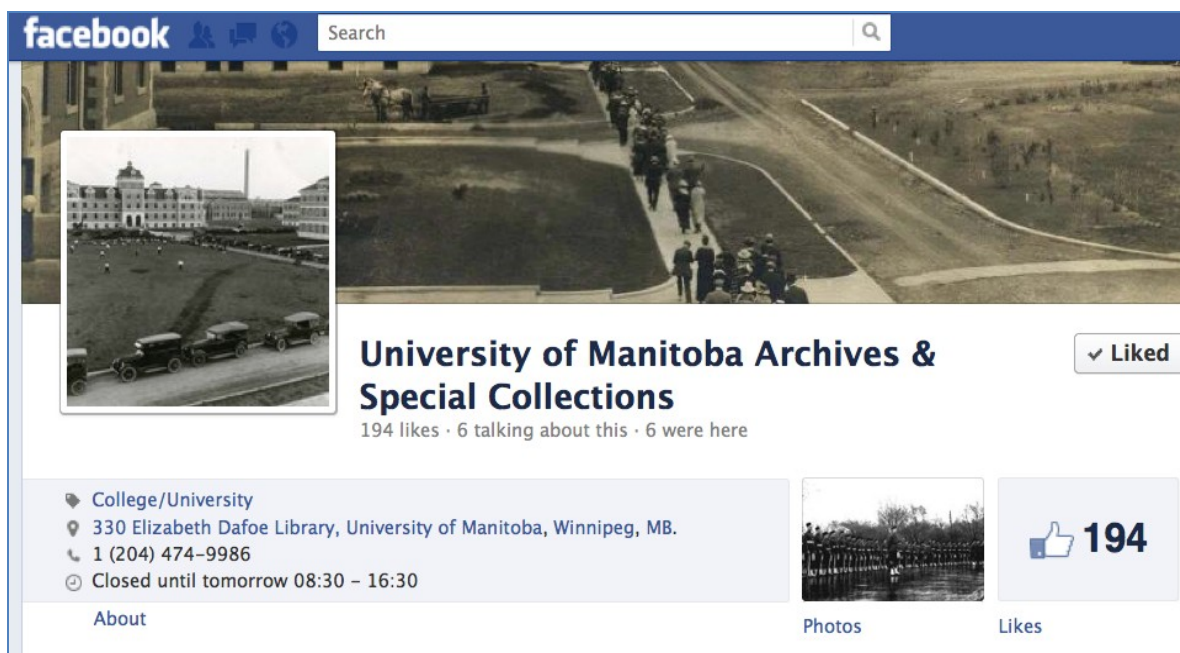 facebook
Search
University of Manitoba Archives &
Special Collections
Liked
194 likes · 6 talking about this · 6 were here
College/University
330 Elizabeth Dafoe Library, University of Manitoba, Winnipeg, MB.
1 (204) 474-9986
Closed until tomorrow 08:30 – 16:30
194
About
Photos
Likes